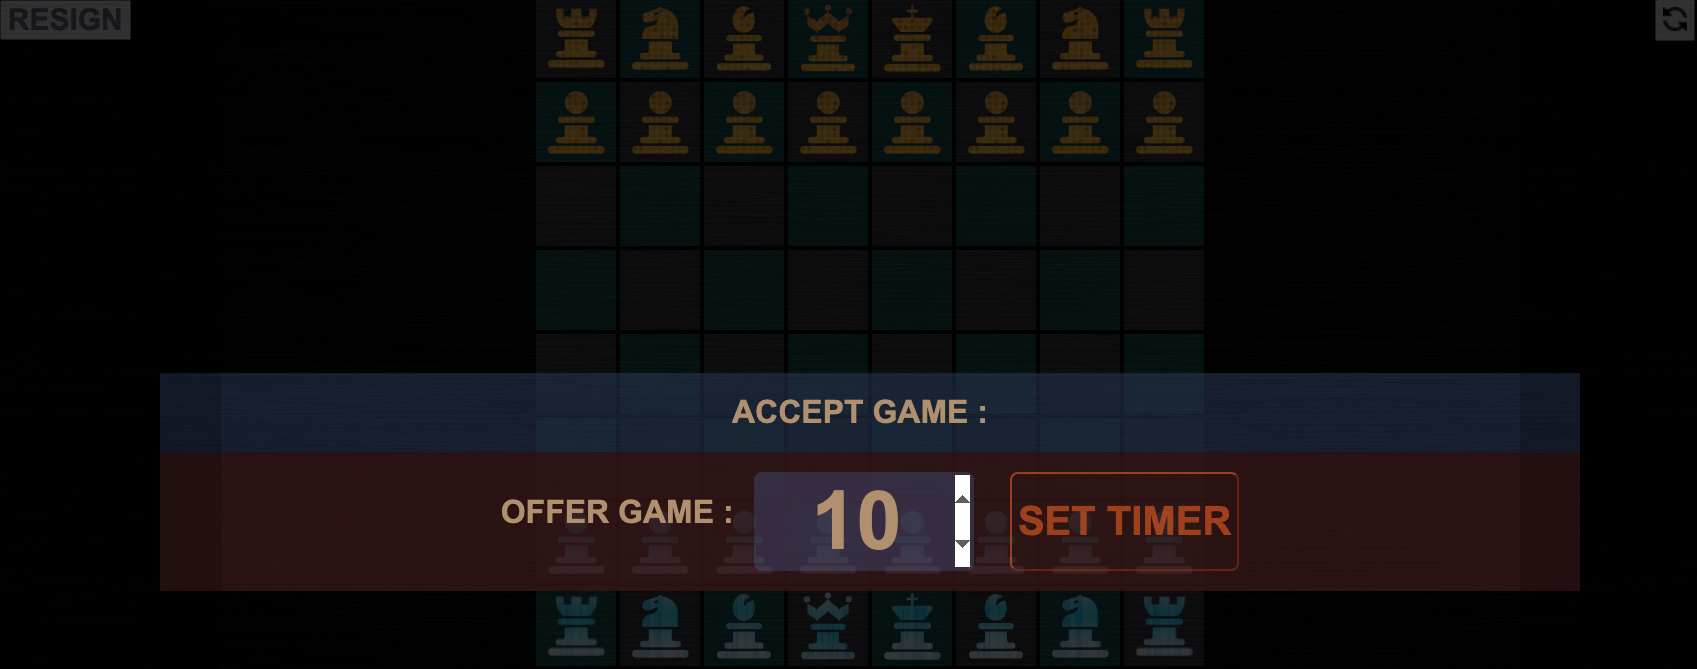 RESIGN
ACCEPT GAME :
OFFER GAME : 10 SET TIMER